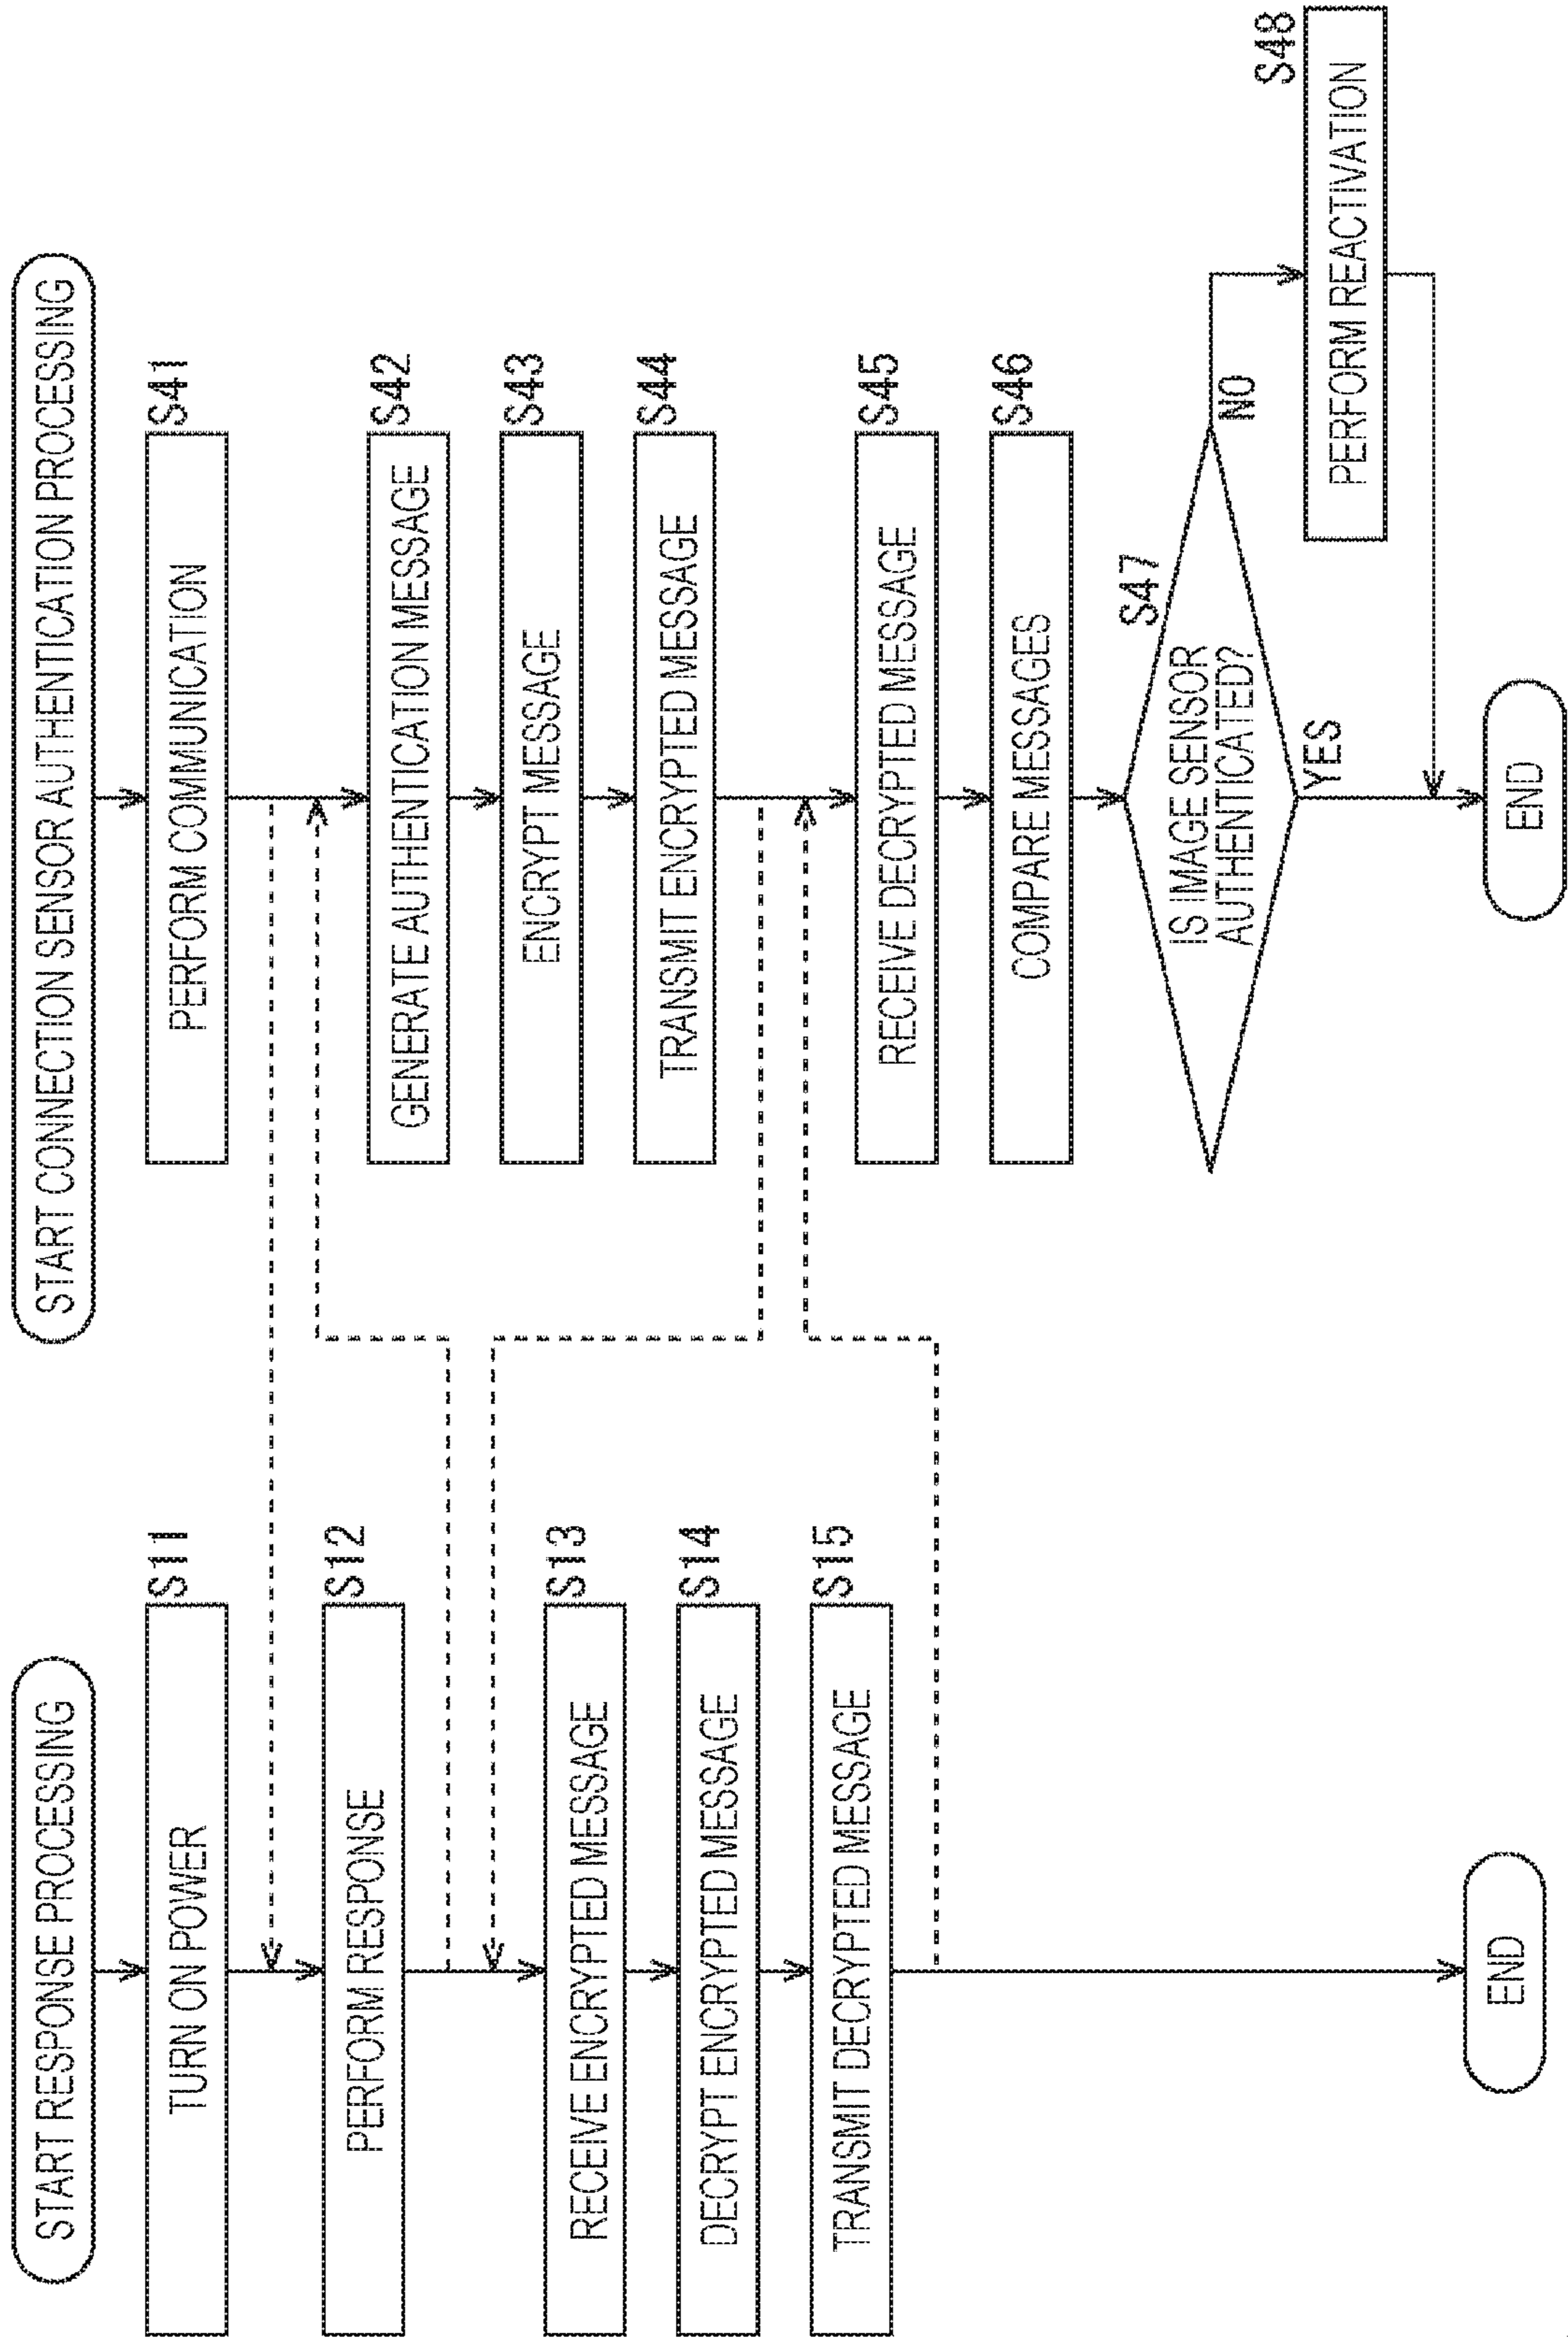 START RESPONSE PROCESSING
TURN ON POWER
S11
PERFORM RESPONSE
S12
RECEIVE ENCRYPTED MESSAGE
S13
DECRYPT ENCRYPTED MESSAGE
S14
TRANSMIT DECRYPTED MESSAGE
S15
END
START CONNECTION SENSOR AUTHENTICATION PROCESSING
PERFORM COMMUNICATION
S41
GENERATE AUTHENTICATION MESSAGE
S42
ENCRYPT MESSAGE
S43
TRANSMIT ENCRYPTED MESSAGE
S44
RECEIVE DECRYPTED MESSAGE
S45
COMPARE MESSAGES
S46
S47
IS IMAGE SENSOR
AUTHENTICATED?
NO
YES
S48
PERFORM REACTIVATION
END